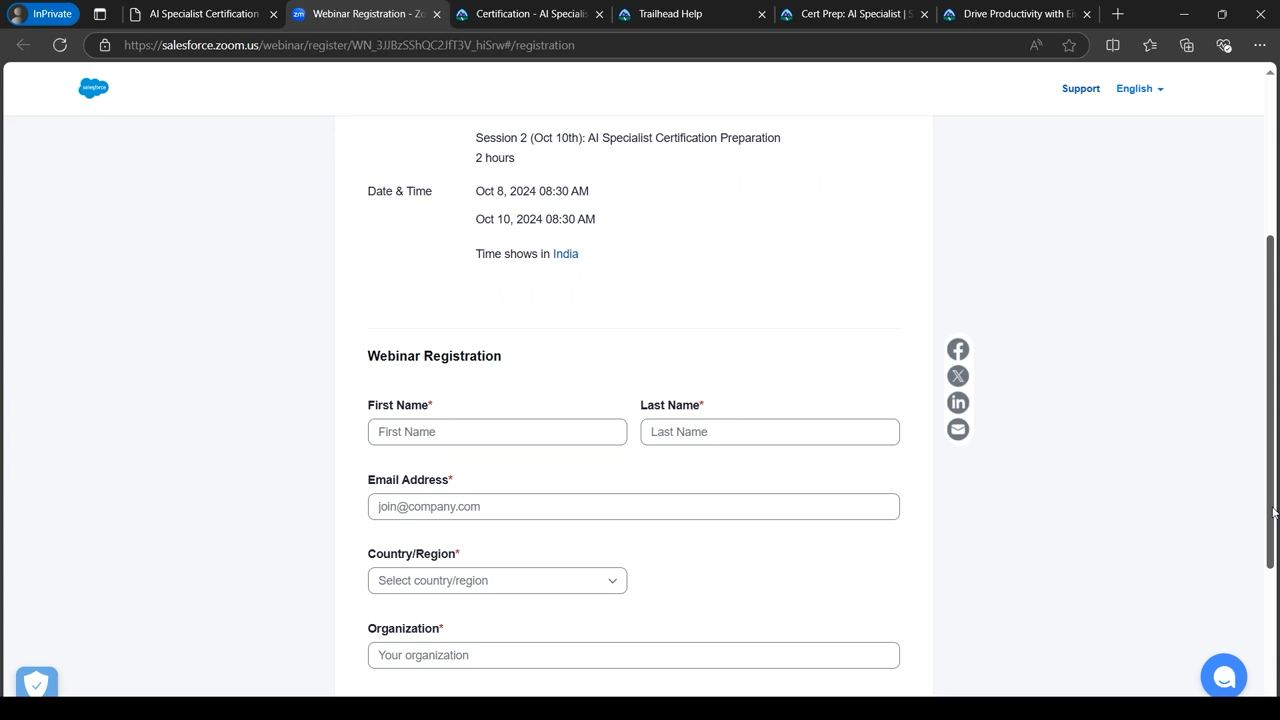 InPrivate
AI Specialist Certification
Webinar Registration - Zo
Certification - AI Specialis
Trailhead Help
Cert Prep: AI Specialist | S
Drive Productivity with Ei
https://salesforce.zoom.us/webinar/register/WN_3JJBzSShQC2JfT3V_hiSrw#/registration
salesforce
Support
English
Session 2 (Oct 10th): AI Specialist Certification Preparation
2 hours
Date & Time
Oct 8, 2024 08:30 AM
Oct 10, 2024 08:30 AM
Time shows in India
Webinar Registration
First Name*
Last Name*
First Name
Last Name
Email Address*
join@company.com
Country/Region*
Select country/region
Organization*
Your organization